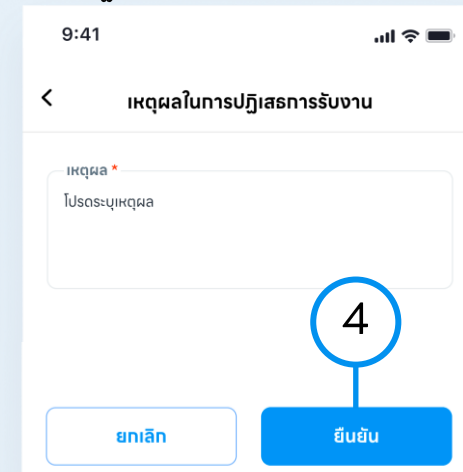 9:41
เหตุผลในการปฏิเสธการรับงาน
เหตุผล *
โปรดระบุเหตุผล
4
ยกเลิก
ยืนยัน